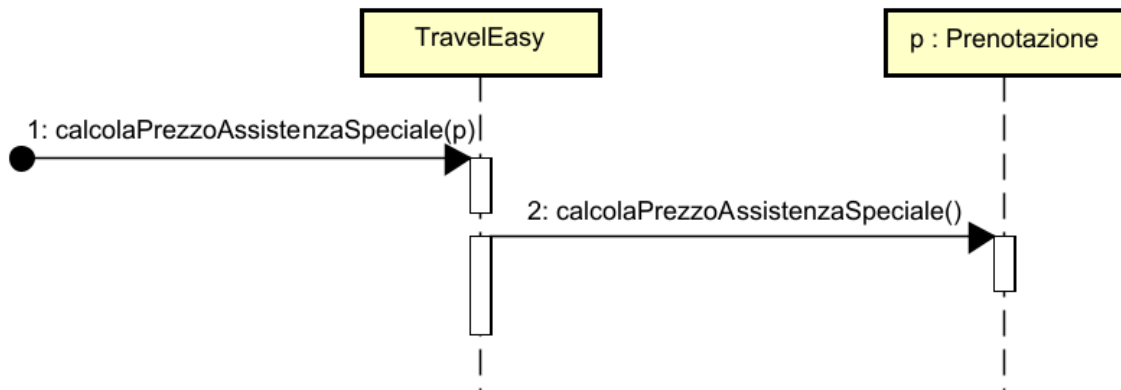 TravelEasy
p : Prenotazione
1: calcolaPrezzoAssistenzaSpeciale(p)
2: calcolaPrezzoAssistenzaSpeciale()